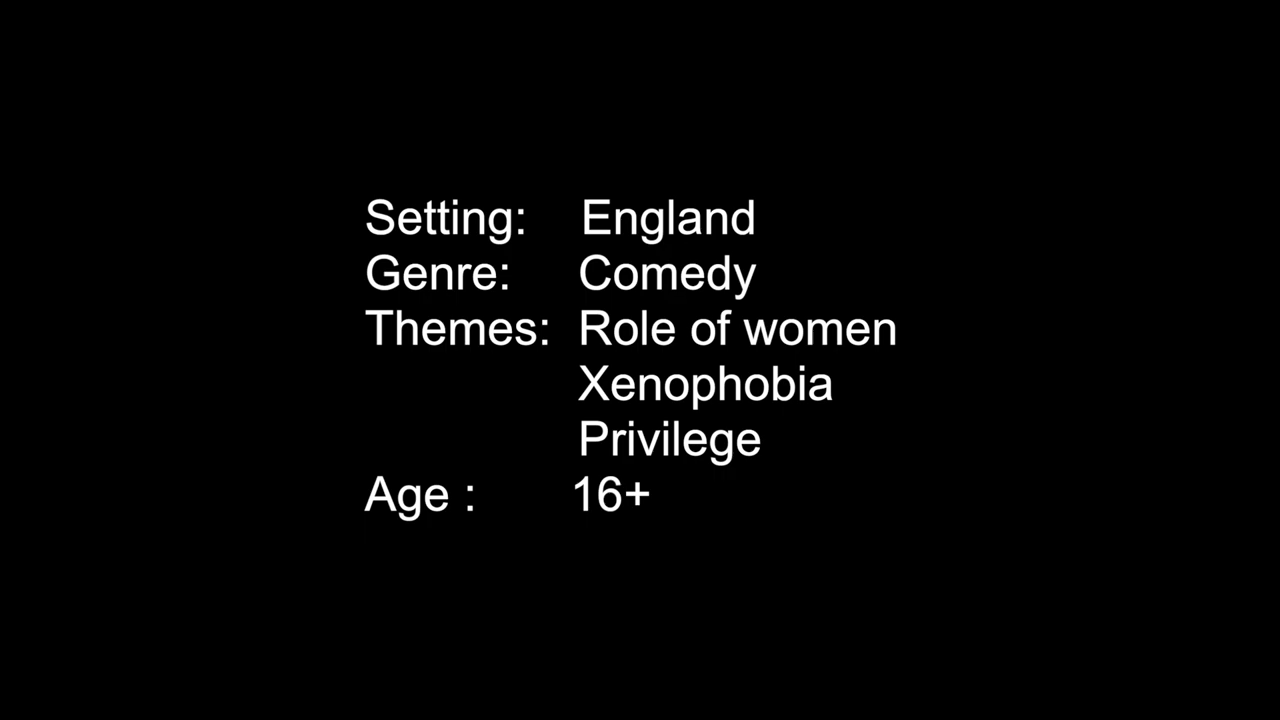 Setting: England
Genre: Comedy
Themes: Role of women
Xenophobia
Privilege
Age : 16+